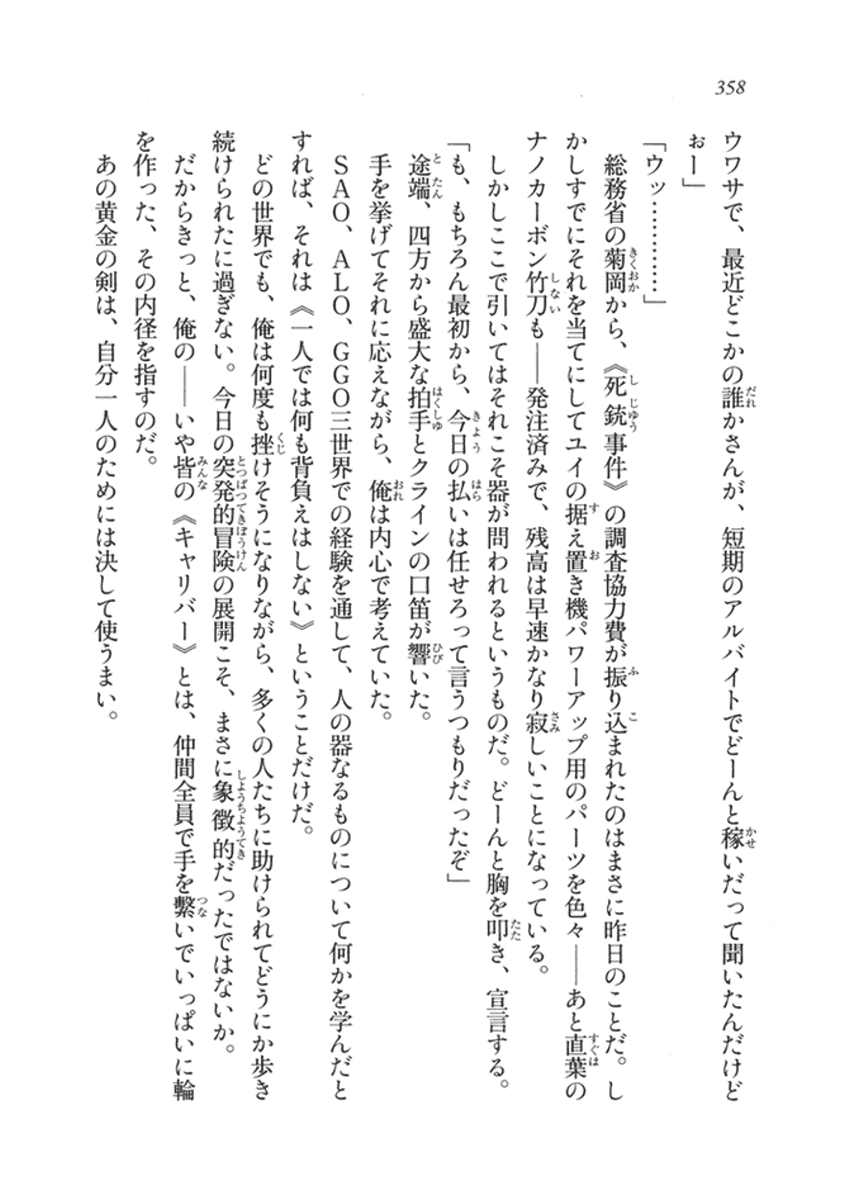 358
ウワサで、最近どこかの誰かさんが、短期のアルバイトでどーんと稼いだって聞いたんだけど
ぉー」
「ウッ…………」
　総務省の菊岡から、《死銃事件》の調査協力費が振り込まれたのはまさに昨日のことだ。し
かしすでにそれを当てにしてユイの据え置き機パワーアップ用のパーツを色々――あと直葉の
ナノカーボン竹刀も――発注済みで、残高は早速かなり寂しいことになっている。
　しかしここで引いてはそれこそ器が問われるというものだ。どーんと胸を叩き、宣言する。
「も、もちろん最初から、今日の払いは任せろって言うつもりだったぞ」
　途端、四方から盛大な拍手とクラインの口笛が響いた。
　手を挙げてそれに応えながら、俺は内心で考えていた。
　ＳＡＯ、ＡＬＯ、ＧＧＯ三世界での経験を通して、人の器なるものについて何かを学んだと
すれば、それは《一人では何も背負えはしない》ということだけだ。
　どの世界でも、俺は何度も挫けそうになりながら、多くの人たちに助けられてどうにか歩き
続けられたに過ぎない。今日の突発的冒険の展開こそ、まさに象徴的だったではないか。
　だからきっと、俺の――いや皆の《キャリバー》とは、仲間全員で手を繋いでいっぱいに輪
を作った、その内径を指すのだ。
　あの黄金の剣は、自分一人のためには決して使うまい。